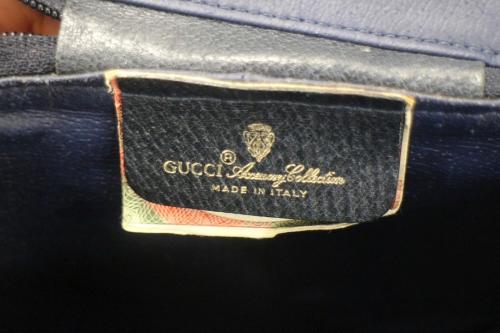 GUCCI® Accessory Collection
MADE IN ITALY